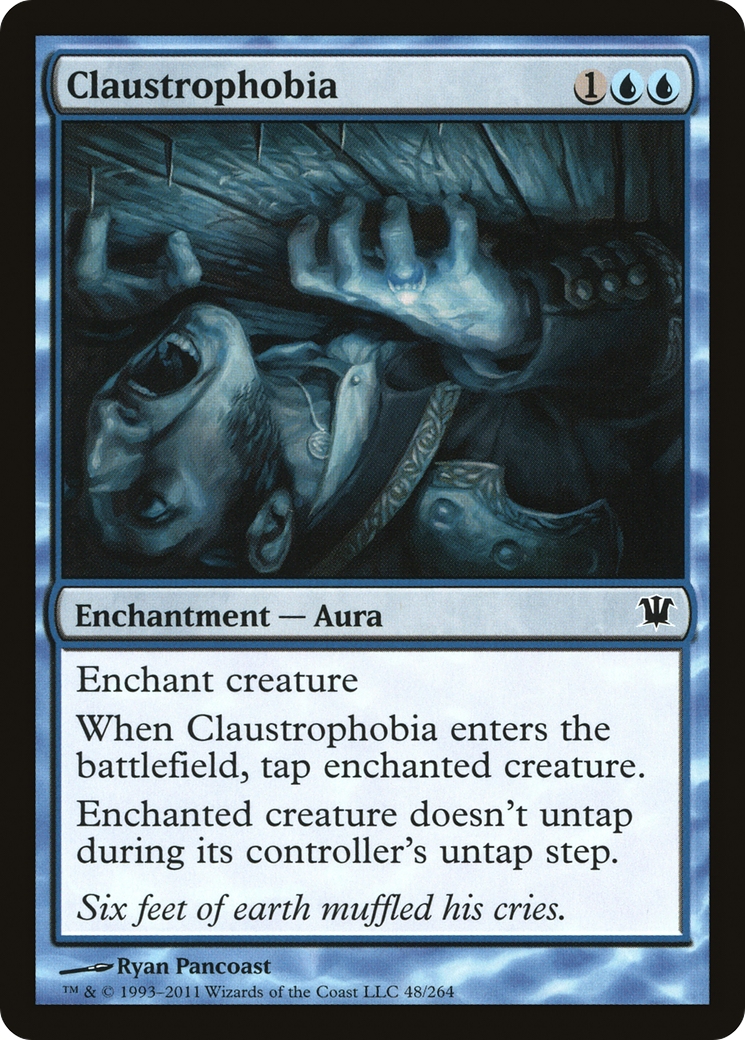 Claustrophobia
1
Enchantment — Aura
Enchant creature
When Claustrophobia enters the
battlefield, tap enchanted creature.
Enchanted creature doesn't untap
during its controller's untap step.
Six feet of earth muffled his cries.
Ryan Pancoast
™ & © 1993–2011 Wizards of the Coast LLC 48/264